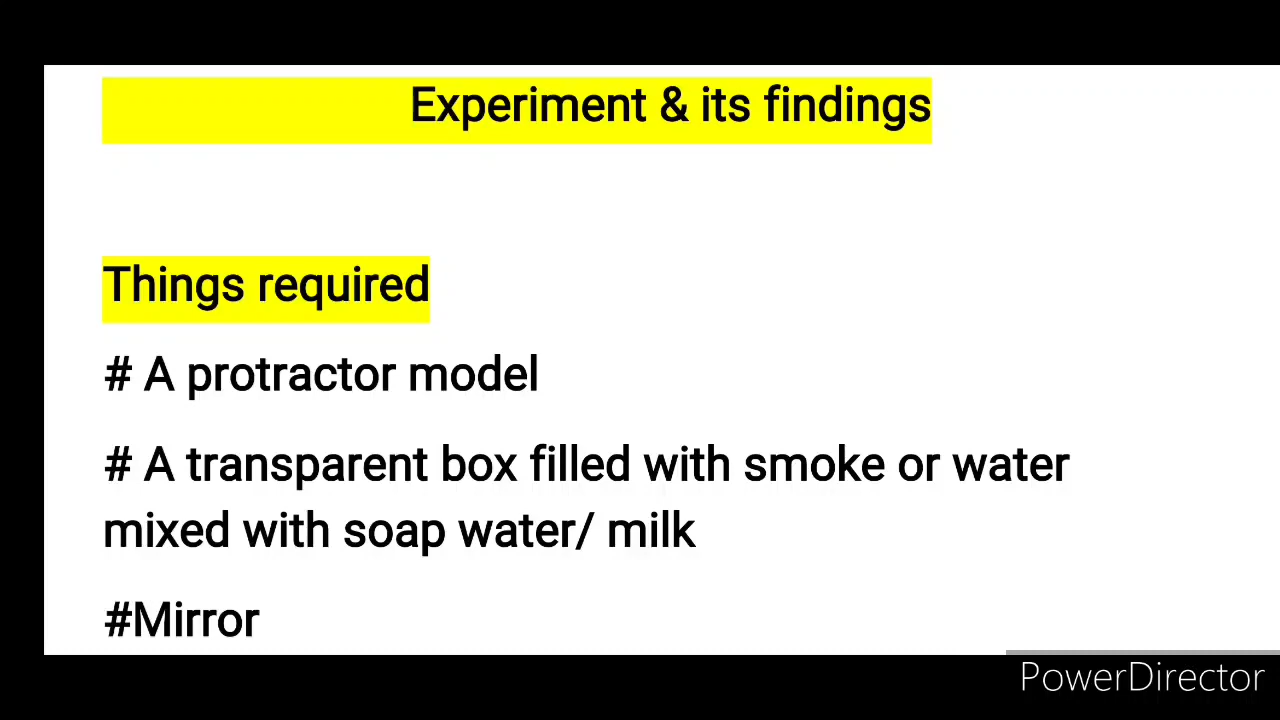 Experiment & its findings
Things required
# A protractor model
# A transparent box filled with smoke or water
mixed with soap water/ milk
#Mirror
PowerDirector